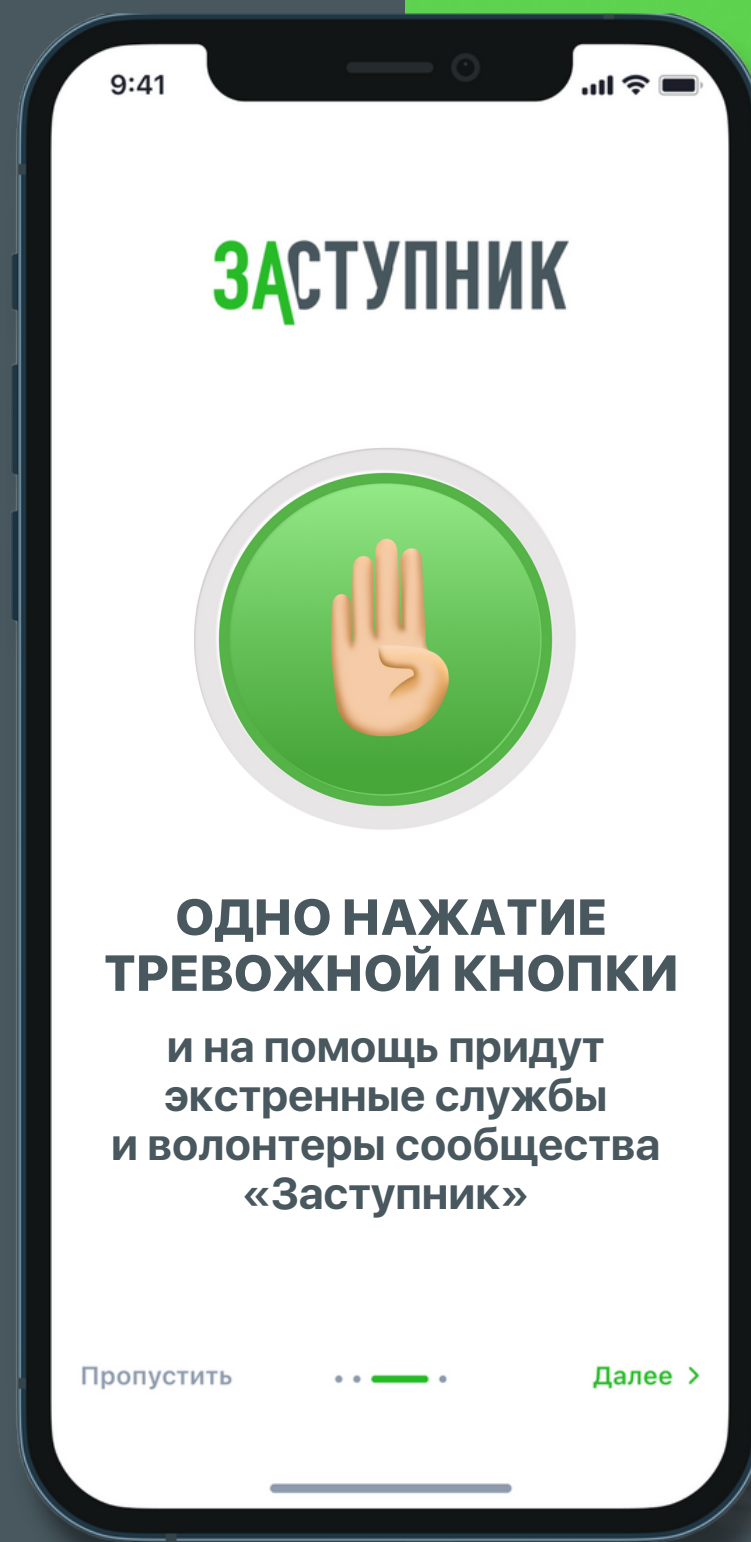 9:41
ЗАСТУПНИК
ОДНО НАЖАТИЕ
ТРЕВОЖНОЙ КНОПКИ
и на помощь придут
экстренные службы
и волонтеры сообщества
«Заступник»
Пропустить
Далее >